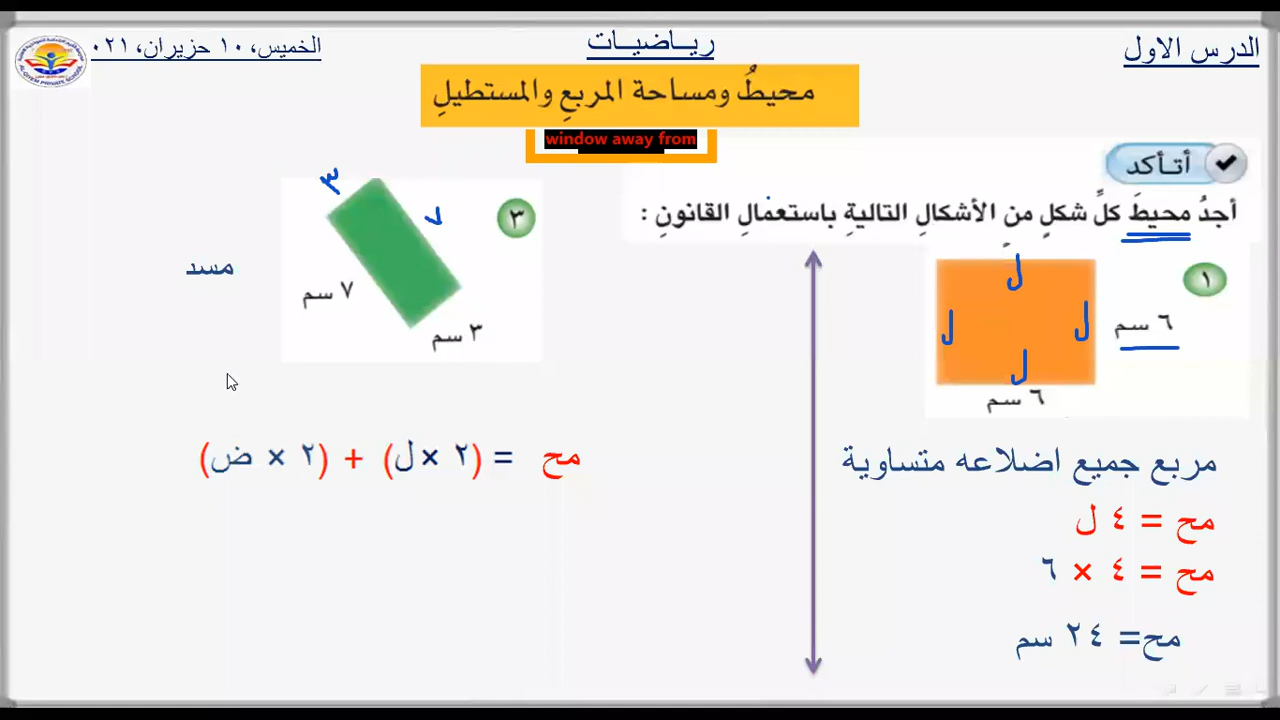 الدرس الاول
رياضيات
الخميس، ١٠ حزيران، ٠٢١
محيطُ ومساحة المربعِ والمستطيلِ
window away from
أتأكد
أجدُ محيطَ كلِّ شكلٍ منِ الأشكالِ التاليةِ باستعمالِ القانونِ :
١
ل
ل
ل
ل
٦ سم
٦ سم
مربع جميع اضلاعه متساوية
مح = ٤ ل
مح = ٤ × ٦
مح= ٢٤ سم
٣
٣
٧
٧ سم
٣ سم
مسد
مح = (٢ × ل) + (٢ × ض)